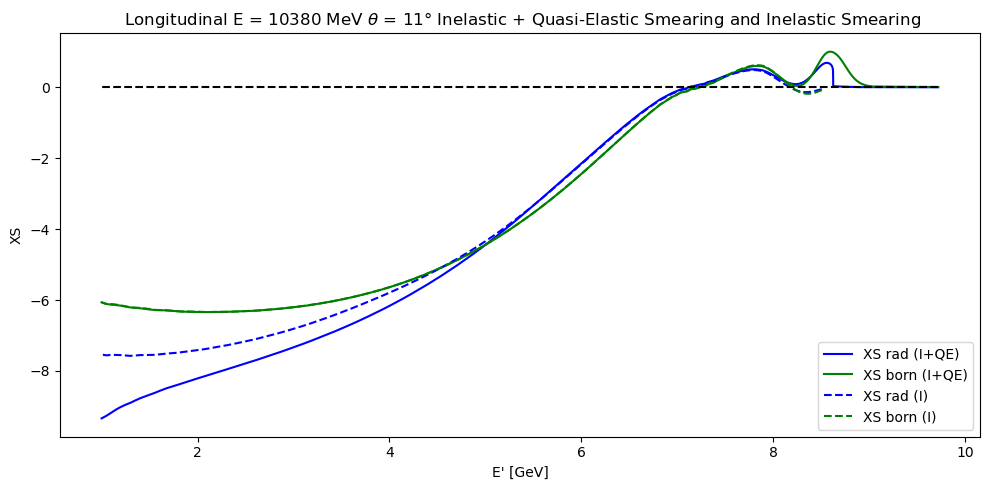 Longitudinal E = 10380 MeV θ = 11° Inelastic + Quasi-Elastic Smearing and Inelastic Smearing
XS
0
−2
−4
−6
−8
2
4
6
8
10
E' [GeV]
XS rad (I+QE)
XS born (I+QE)
XS rad (I)
XS born (I)